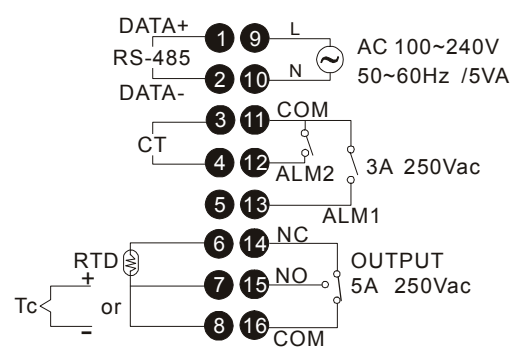 DATA+ 1 9 L
RS-485 AC 100~240V
2 10 N 50~60Hz /5VA
DATA-
3 11 COM
CT
4 12 ALM2 3A 250Vac
5 13 ALM1
6 14 NC
RTD OUTPUT
+ 7 15 NO 5A 250Vac
Tc or
- 8 16 COM